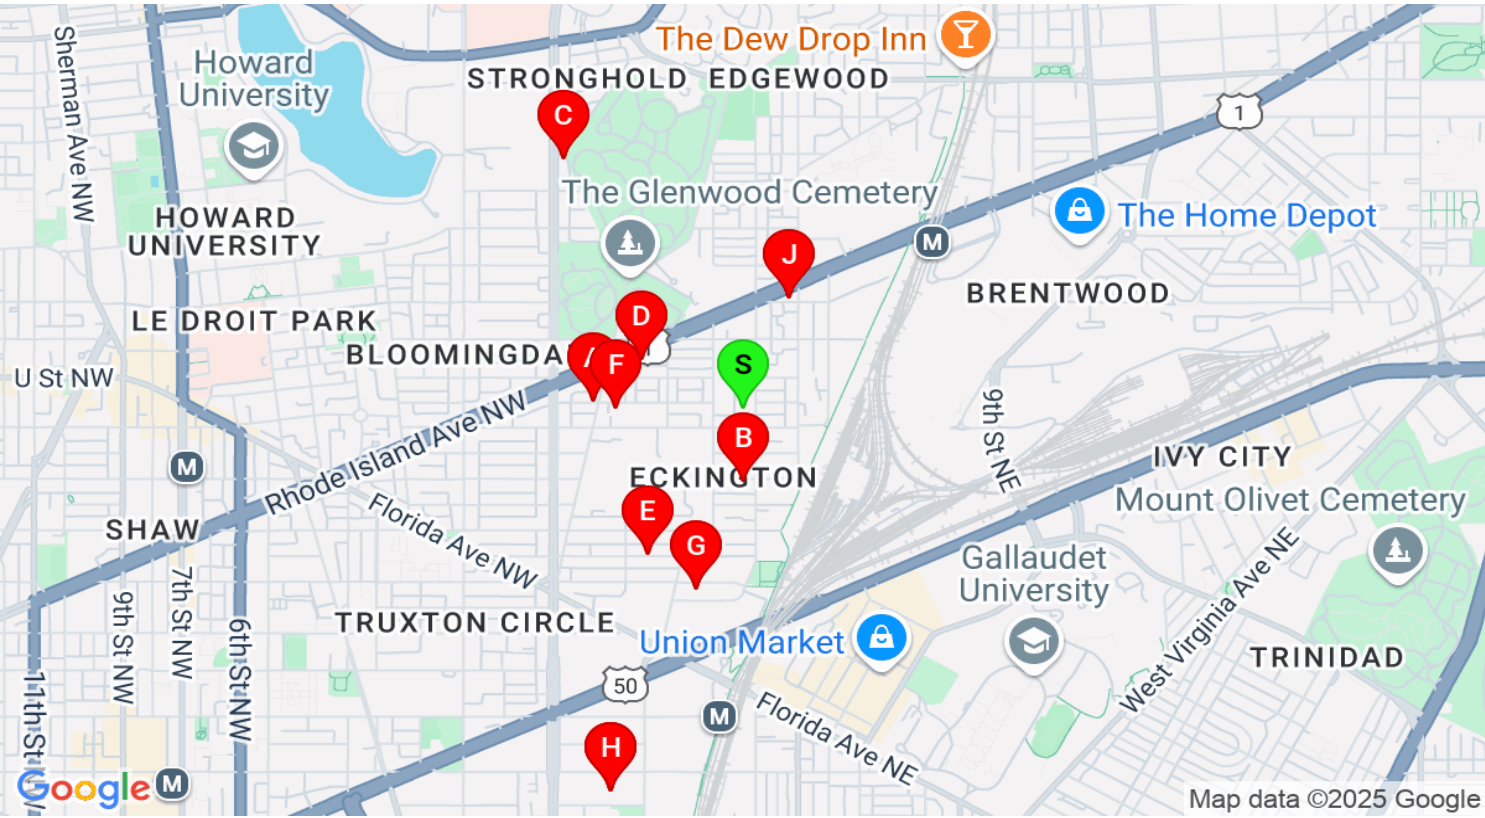 The Dew Drop Inn
Sherman Ave NW
Howard
University
STRONGHOLD
EDGEWOOD
1
C
The Glenwood Cemetery
HOWARD
UNIVERSITY
The Home Depot
M
J
BRENTWOOD
LE DROIT PARK
D
BLOOMINGDA
A
F
1
S
U St NW
Rhode Island Ave NW
9th St NE
B
ECKINGTON
IVY CITY
M
Mount Olivet Cemetery
Florida Ave NW
E
SHAW
G
Gallaudet
University
West Virginia Ave NE
7th St NW
9th St NW
6th St NW
11th St NW
TRUXTON CIRCLE
Union Market
TRINIDAD
50
M
Florida Ave NE
H
M
Google
Map data ©2025 Google